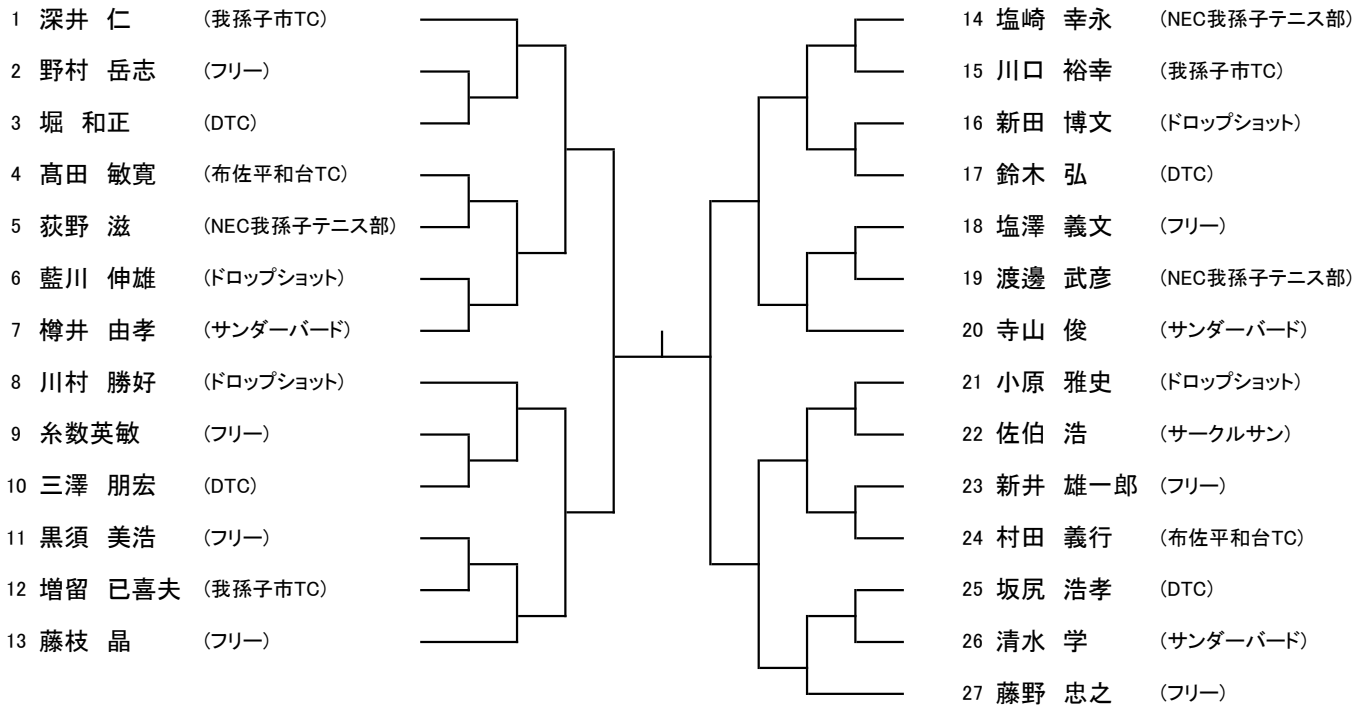 1 深井 仁 (我孫子市TC)
2 野村 岳志 (フリー)
3 堀 和正 (DTC)
4 髙田 敏寛 (布佐平和台TC)
5 荻野 滋 (NEC我孫子テニス部)
6 藍川 伸雄 (ドロップショット)
7 樽井 由孝 (サンダーバード)
8 川村 勝好 (ドロップショット)
9 糸数英敏 (フリー)
10 三澤 朋宏 (DTC)
11 黒須 美浩 (フリー)
12 増留 已喜夫 (我孫子市TC)
13 藤枝 晶 (フリー)
14 塩崎 幸永 (NEC我孫子テニス部)
15 川口 裕幸 (我孫子市TC)
16 新田 博文 (ドロップショット)
17 鈴木 弘 (DTC)
18 塩澤 義文 (フリー)
19 渡邊 武彦 (NEC我孫子テニス部)
20 寺山 俊 (サンダーバード)
21 小原 雅史 (ドロップショット)
22 佐伯 浩 (サークルサン)
23 新井 雄一郎 (フリー)
24 村田 義行 (布佐平和台TC)
25 坂尻 浩孝 (DTC)
26 清水 学 (サンダーバード)
27 藤野 忠之 (フリー)